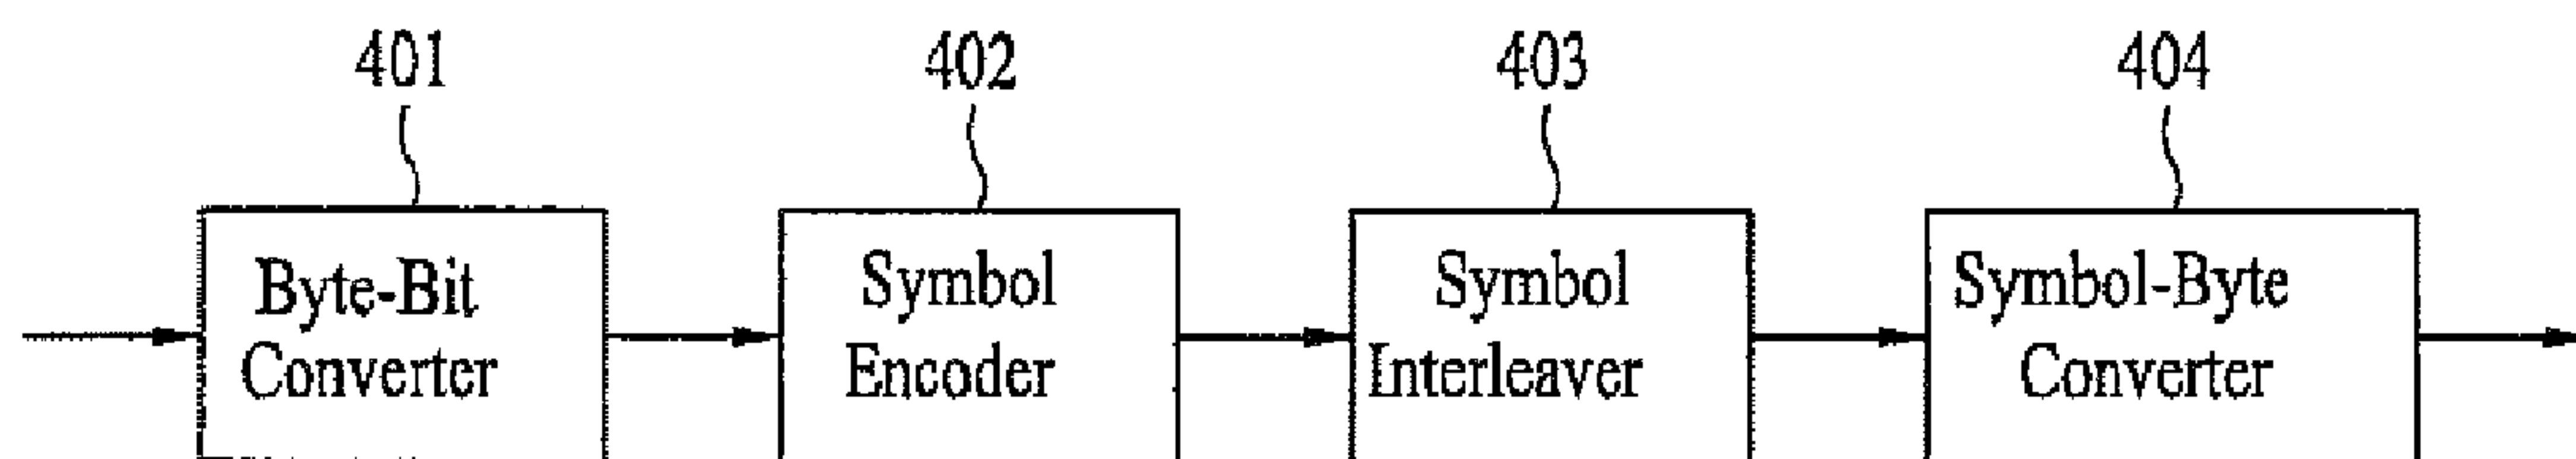 401 402 403 404
Byte-Bit Symbol Symbol Symbol-Byte
Converter Encoder Interleaver Converter